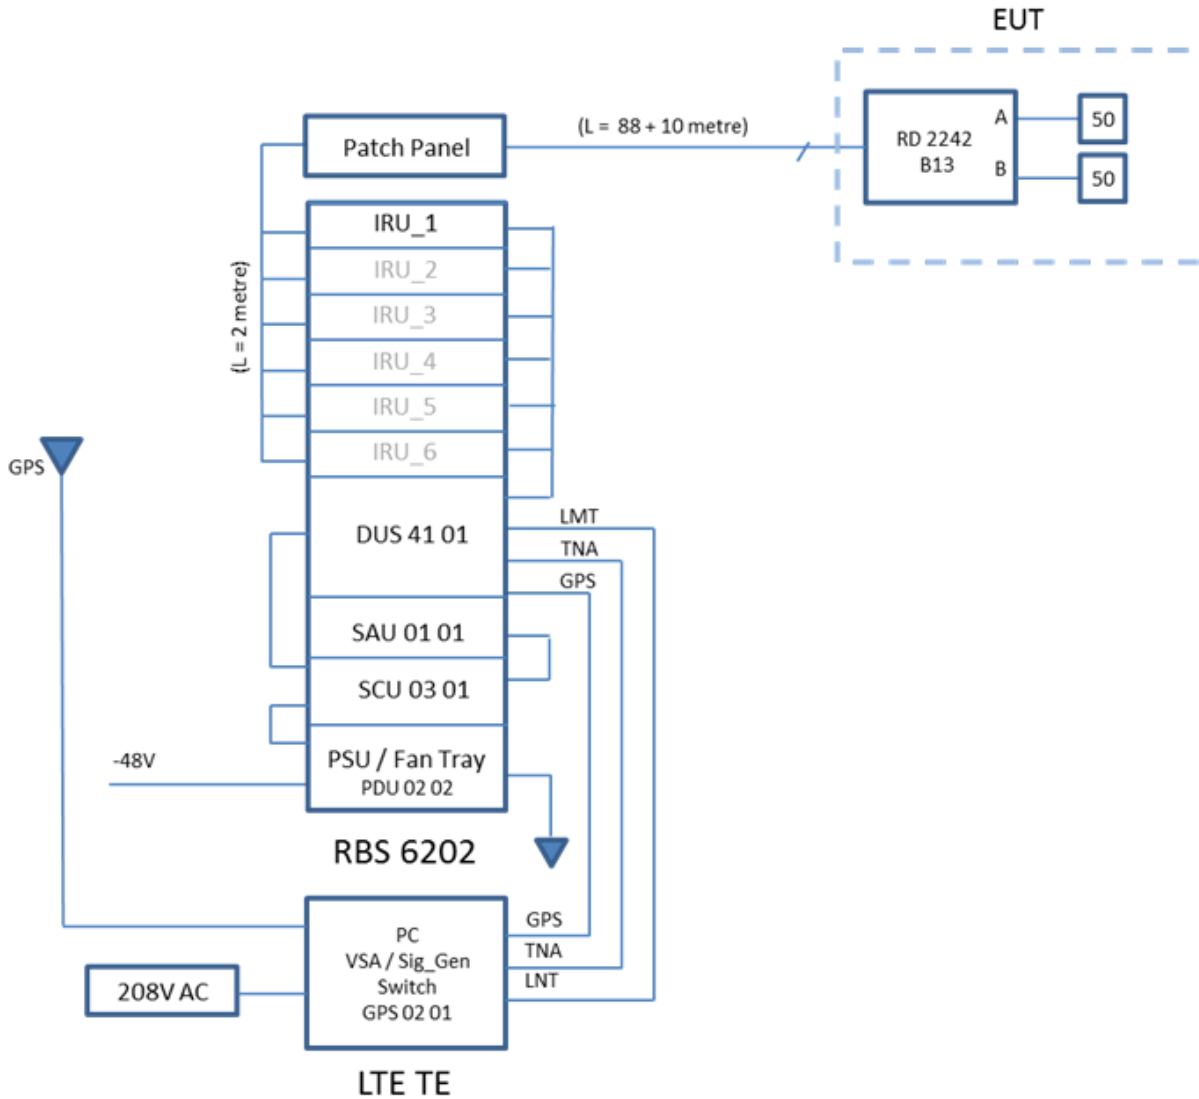 EUT
(L = 88 + 10 metre)
Patch Panel
RD 2242
B13
A
B
50
50
IRU_1
IRU_2
IRU_3
IRU_4
IRU_5
IRU_6
(L = 2 metre)
GPS
DUS 41 01
LMT
TNA
GPS
SAU 01 01
SCU 03 01
-48V
PSU / Fan Tray
PDU 02 02
RBS 6202
PC
VSA / Sig_Gen
Switch
GPS 02 01
GPS
TNA
LNT
208V AC
LTE TE